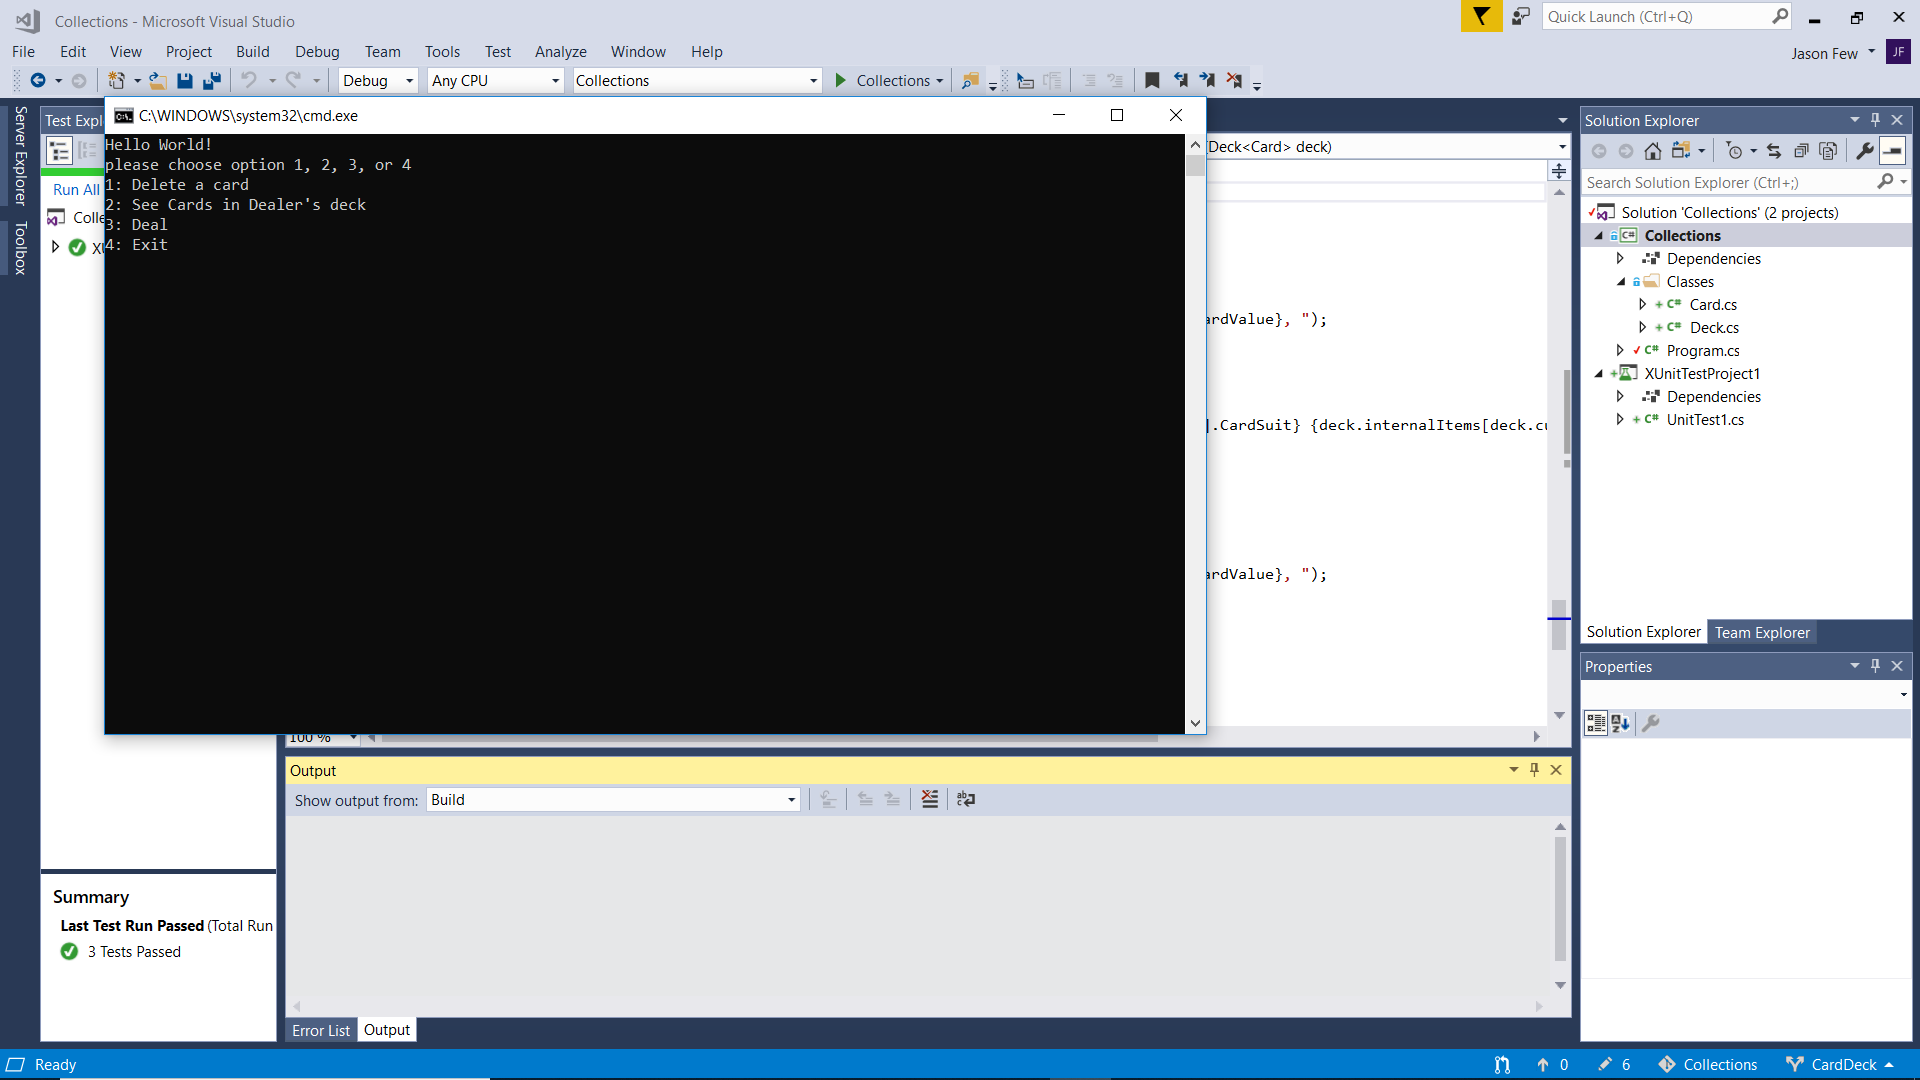 Collections - Microsoft Visual Studio
Quick Launch (Ctrl+Q)
File Edit View Project Build Debug Team Tools Test Analyze Window Help
Jason Few JF
Debug Any CPU Collections Collections
Server Explorer
Toolbox
Test Expl
Run All
Colle
C:\WINDOWS\system32\cmd.exe
Hello World!
please choose option 1, 2, 3, or 4
1: Delete a card
2: See Cards in Dealer's deck
3: Deal
4: Exit
(Deck<Card> deck)
ardValue}, ");
].CardSuit} {deck.internalItems[deck.cu
ardValue}, ");
100 %
Output
Show output from: Build
Error List Output
Summary
Last Test Run Passed (Total Run
3 Tests Passed
Solution Explorer
Search Solution Explorer (Ctrl+;)
Solution 'Collections' (2 projects)
C# Collections
Dependencies
Classes
C# Card.cs
C# Deck.cs
C# Program.cs
XUnitTestProject1
Dependencies
C# UnitTest1.cs
Solution Explorer Team Explorer
Properties
Ready
0 6 Collections CardDeck